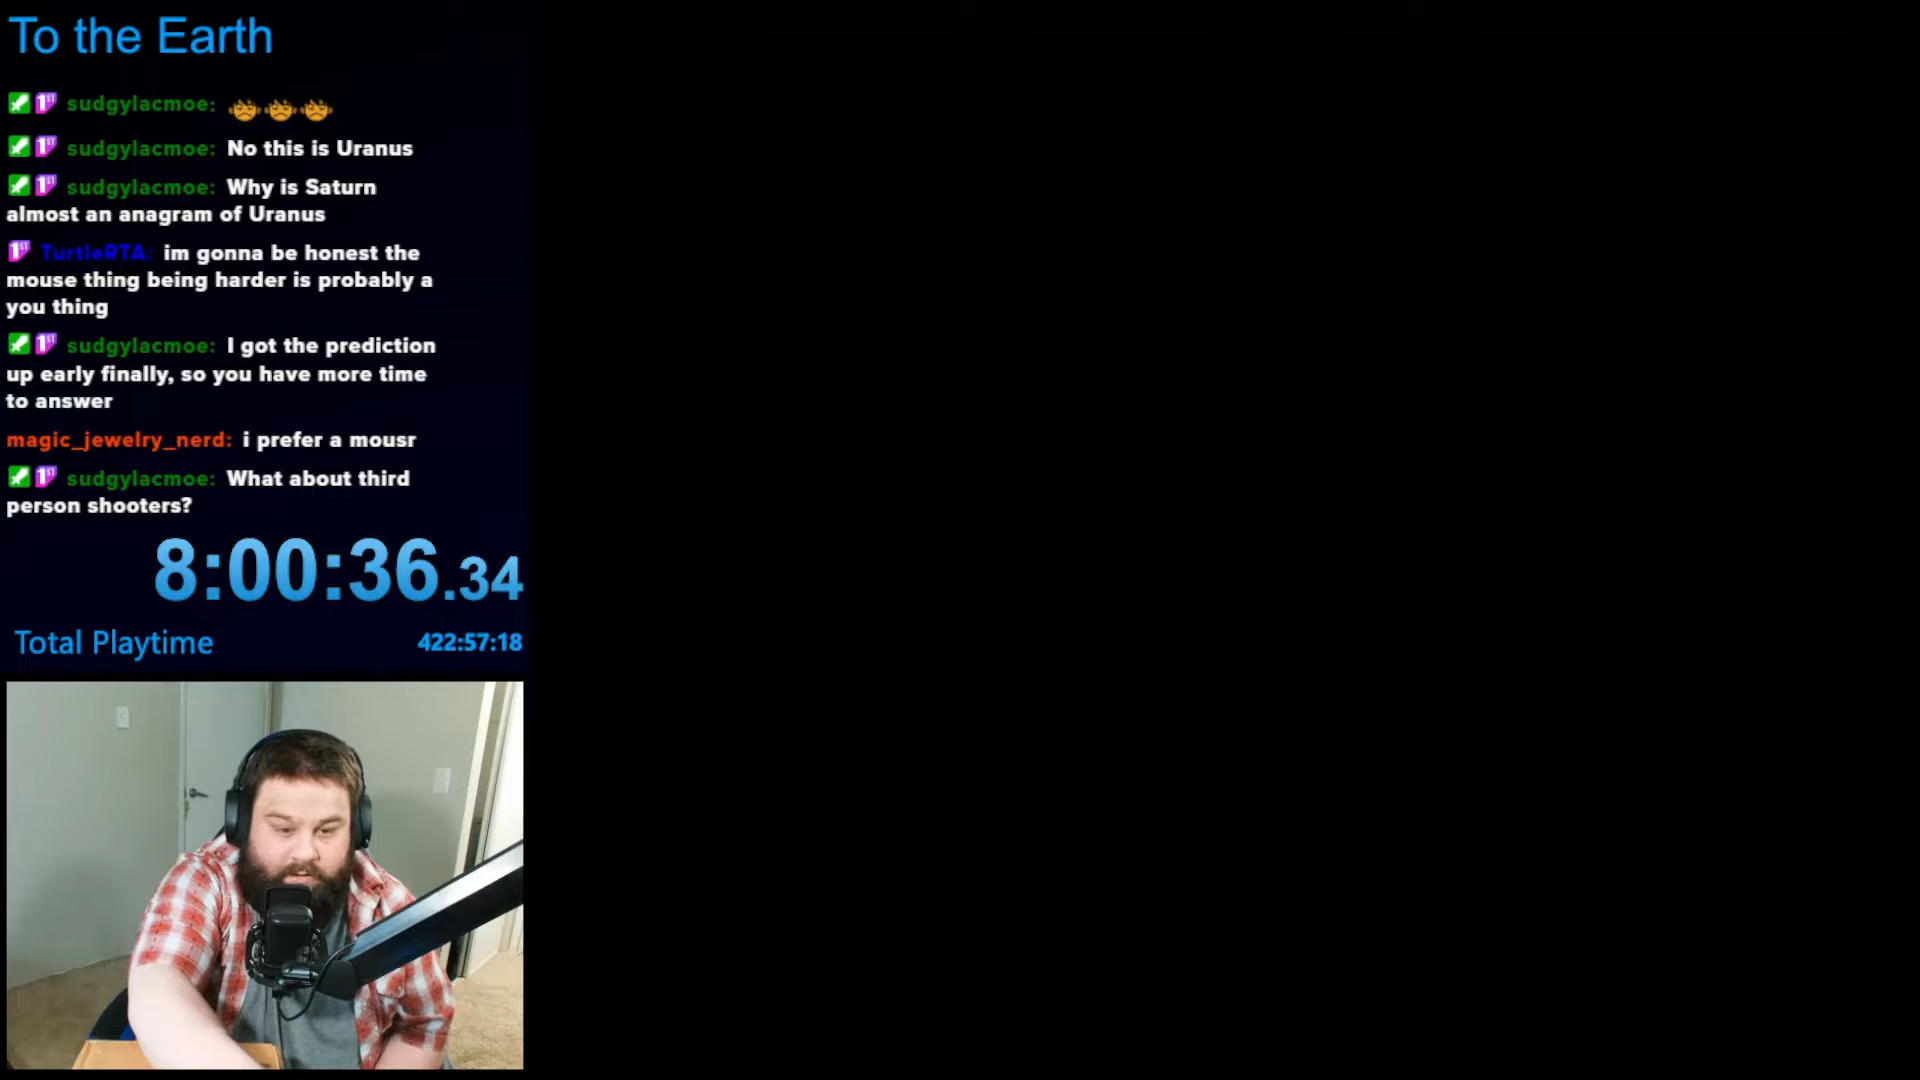 To the Earth
sudgylacmoe:
sudgylacmoe: No this is Uranus
sudgylacmoe: Why is Saturn
almost an anagram of Uranus
1ST TurtleRTA: im gonna be honest the
mouse thing being harder is probably a
you thing
sudgylacmoe: I got the prediction
up early finally, so you have more time
to answer
magic_jewelry_nerd: i prefer a mousr
sudgylacmoe: What about third
person shooters?
8:00:36.34
Total Playtime 422:57:18